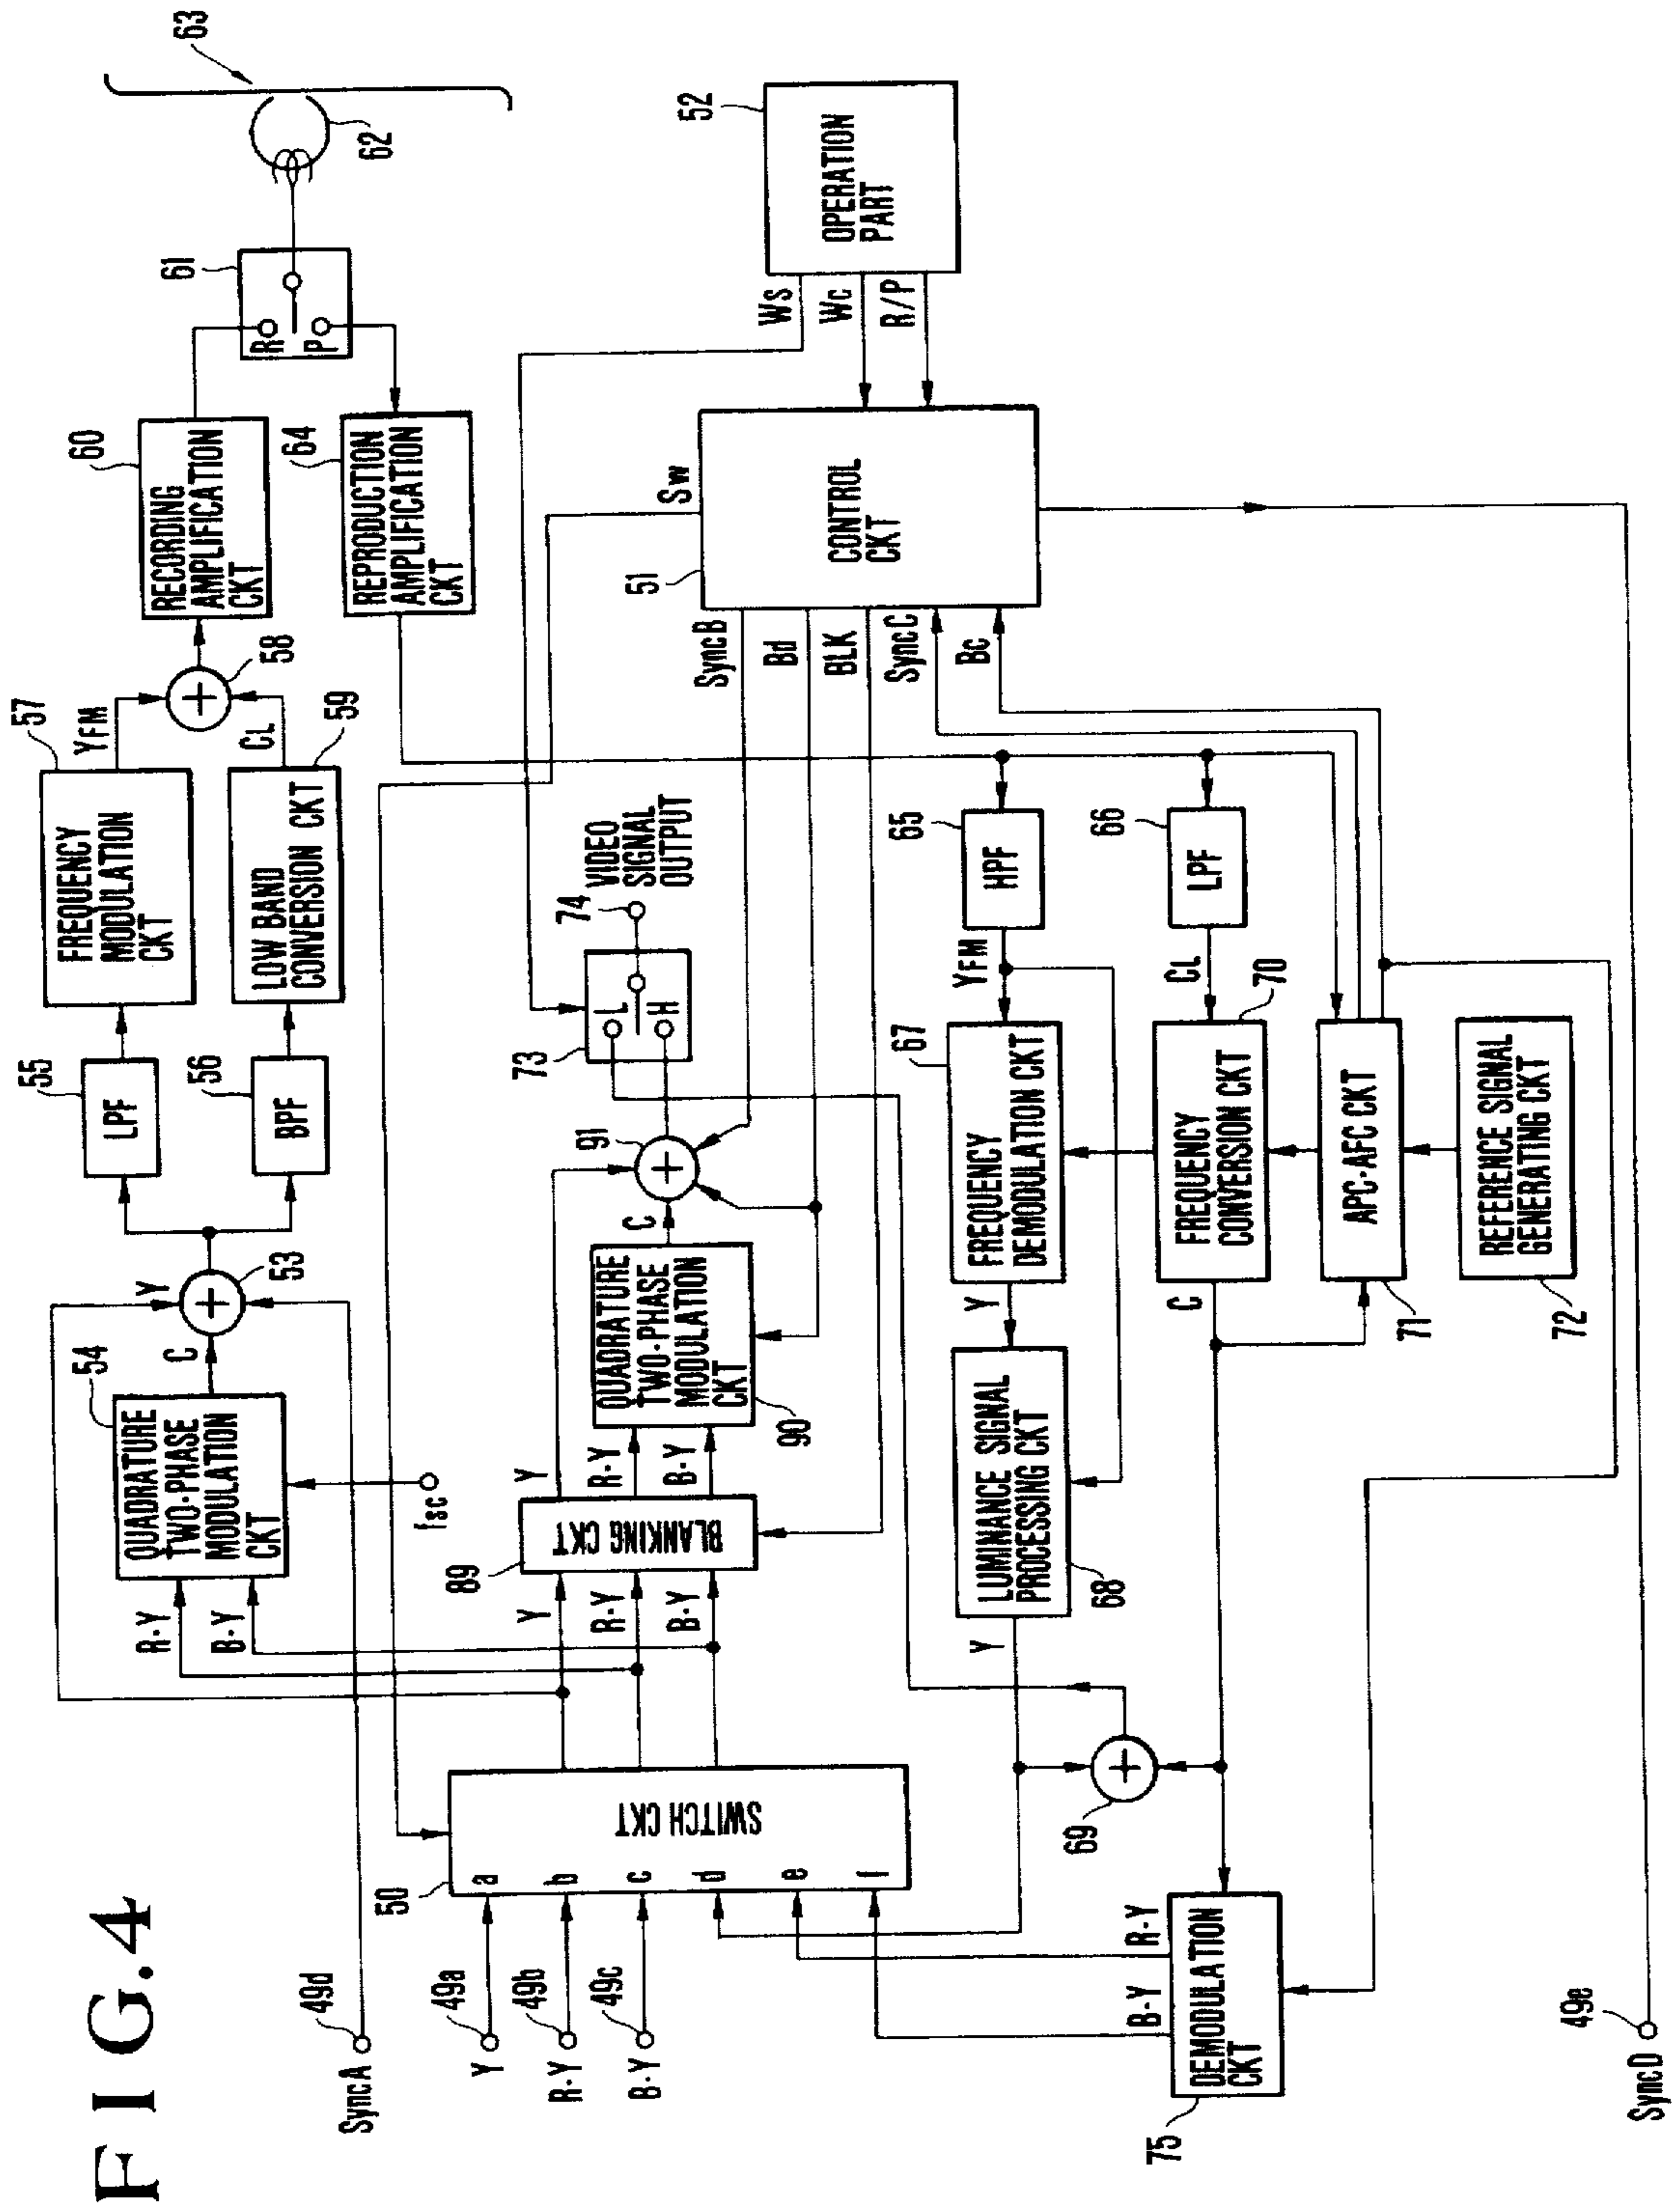 FIG.4
SyncA
49d
Y
49a
R-Y
49b
B-Y
49c
50
a
b
c
d
e
f
SWITCH CKT
R-Y
B-Y
54
QUADRATURE
TWO-PHASE
MODULATION
CKT
fsc
C
Y
53
55
LPF
56
BPF
57
FREQUENCY
MODULATION
CKT
YFM
LOW BAND
CONVERSION CKT
59
CL
58
60
RECORDING
AMPLIFICATION
CKT
61
R
P
62
63
64
REPRODUCTION
AMPLIFICATION
CKT
Y
R-Y
B-Y
89
BLANKING CKT
Y
R-Y
B-Y
QUADRATURE
TWO-PHASE
MODULATION
CKT
90
C
91
73
L
H
74
VIDEO
SIGNAL
OUTPUT
Sw
51
CONTROL
CKT
SyncB
Bd
BLK
SyncC
Bc
Ws
Wc
R/P
52
OPERATION
PART
65
HPF
66
LPF
YFM
CL
67
FREQUENCY
DEMODULATION CKT
Y
LUMINANCE SIGNAL
PROCESSING CKT
68
Y
69
70
FREQUENCY
CONVERSION CKT
C
APC-AFC CKT
71
REFERENCE SIGNAL
GENERATING CKT
72
B-Y
R-Y
DEMODULATION
CKT
75
SyncD
49e